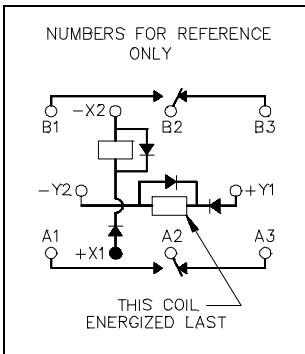 NUMBERS FOR REFERENCE
ONLY
-X2
B1 B2 B3
-Y2 +Y1
A1 +X1 A2 A3
THIS COIL
ENERGIZED LAST